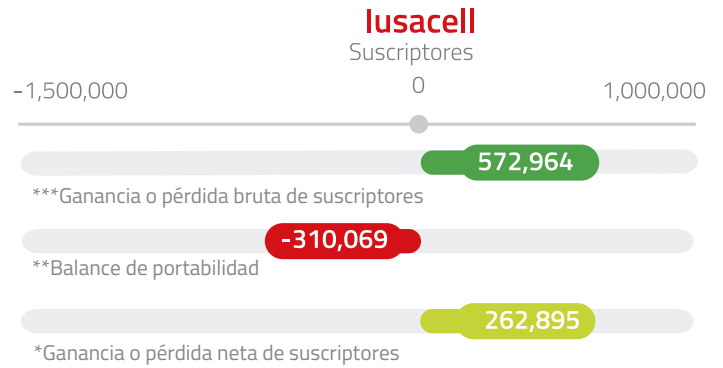 Iusacell
Suscriptores
-1,500,000 0 1,000,000
572,964
***Ganancia o pérdida bruta de suscriptores
-310,069
**Balance de portabilidad
262,895
*Ganancia o pérdida neta de suscriptores